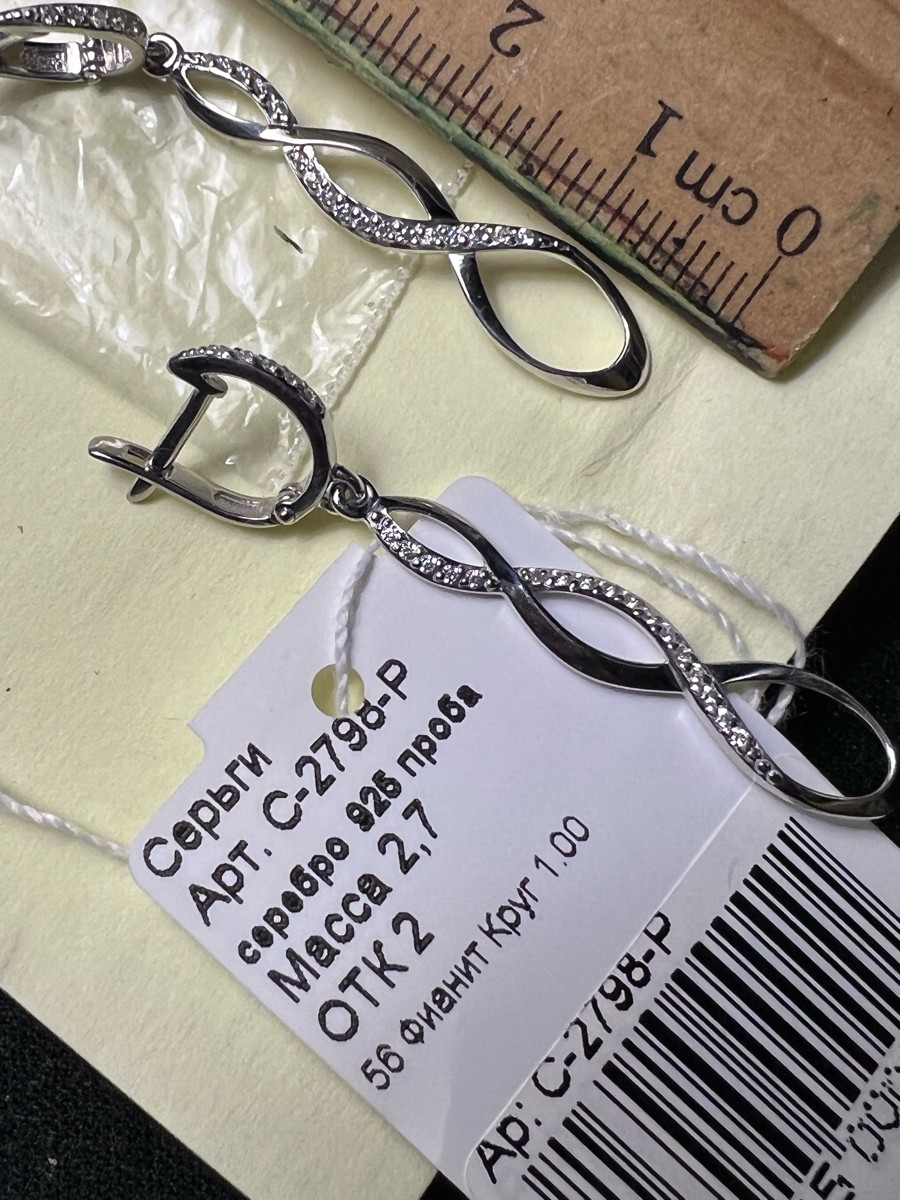 2
1
0 cm
Серьги
Арт. С-2798-Р
серебро 925 проба
Масса 2,7
ОТК 2
56 Фианит Круг 1.00
Ар: С-2798-Р